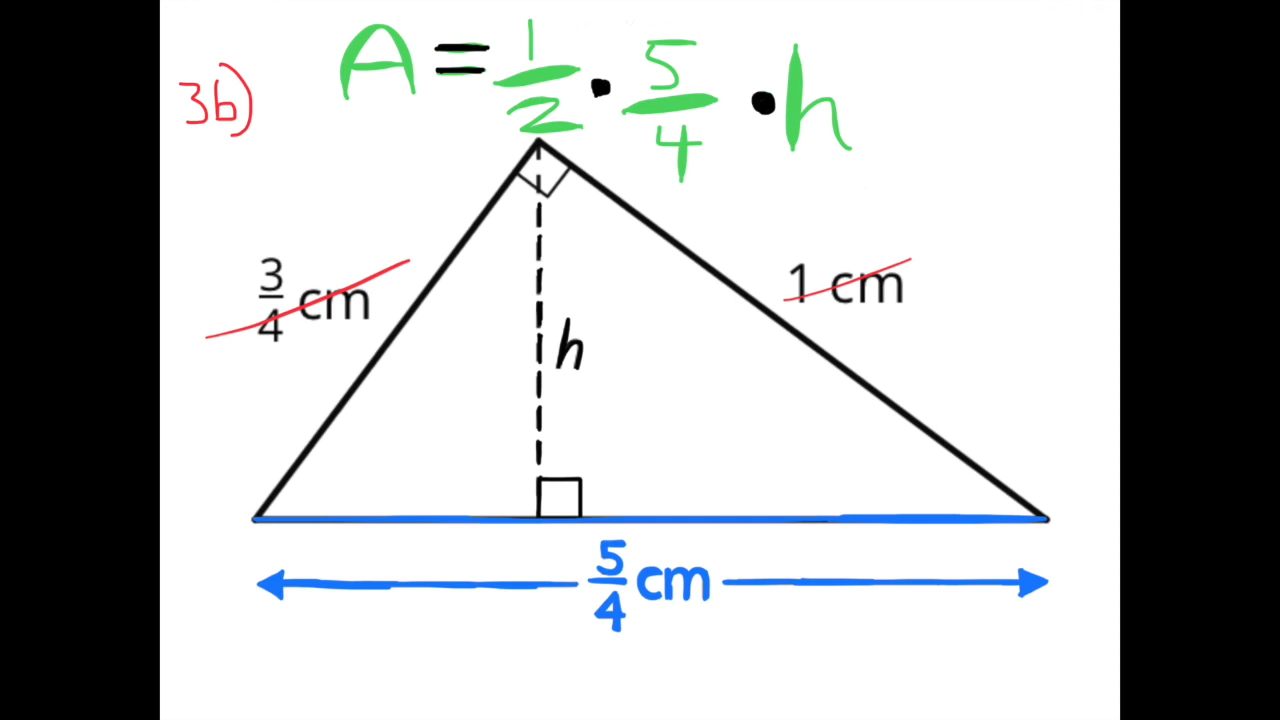 3b) A = 1/2 · 5/4 · h
3/4 cm
1 cm
h
5/4 cm